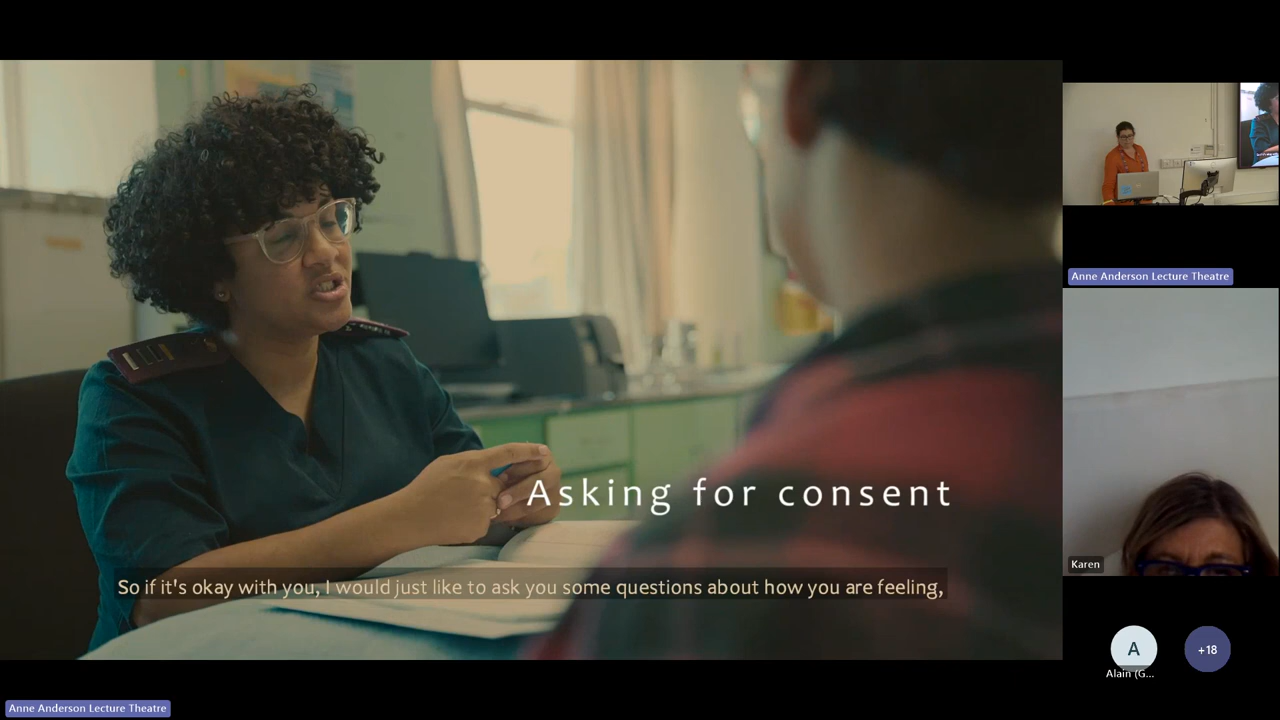 Asking for consent
So if it's okay with you, I would just like to ask you some questions about how you are feeling,
Anne Anderson Lecture Theatre
Anne Anderson Lecture Theatre
Karen
A
Alain (G...
+18